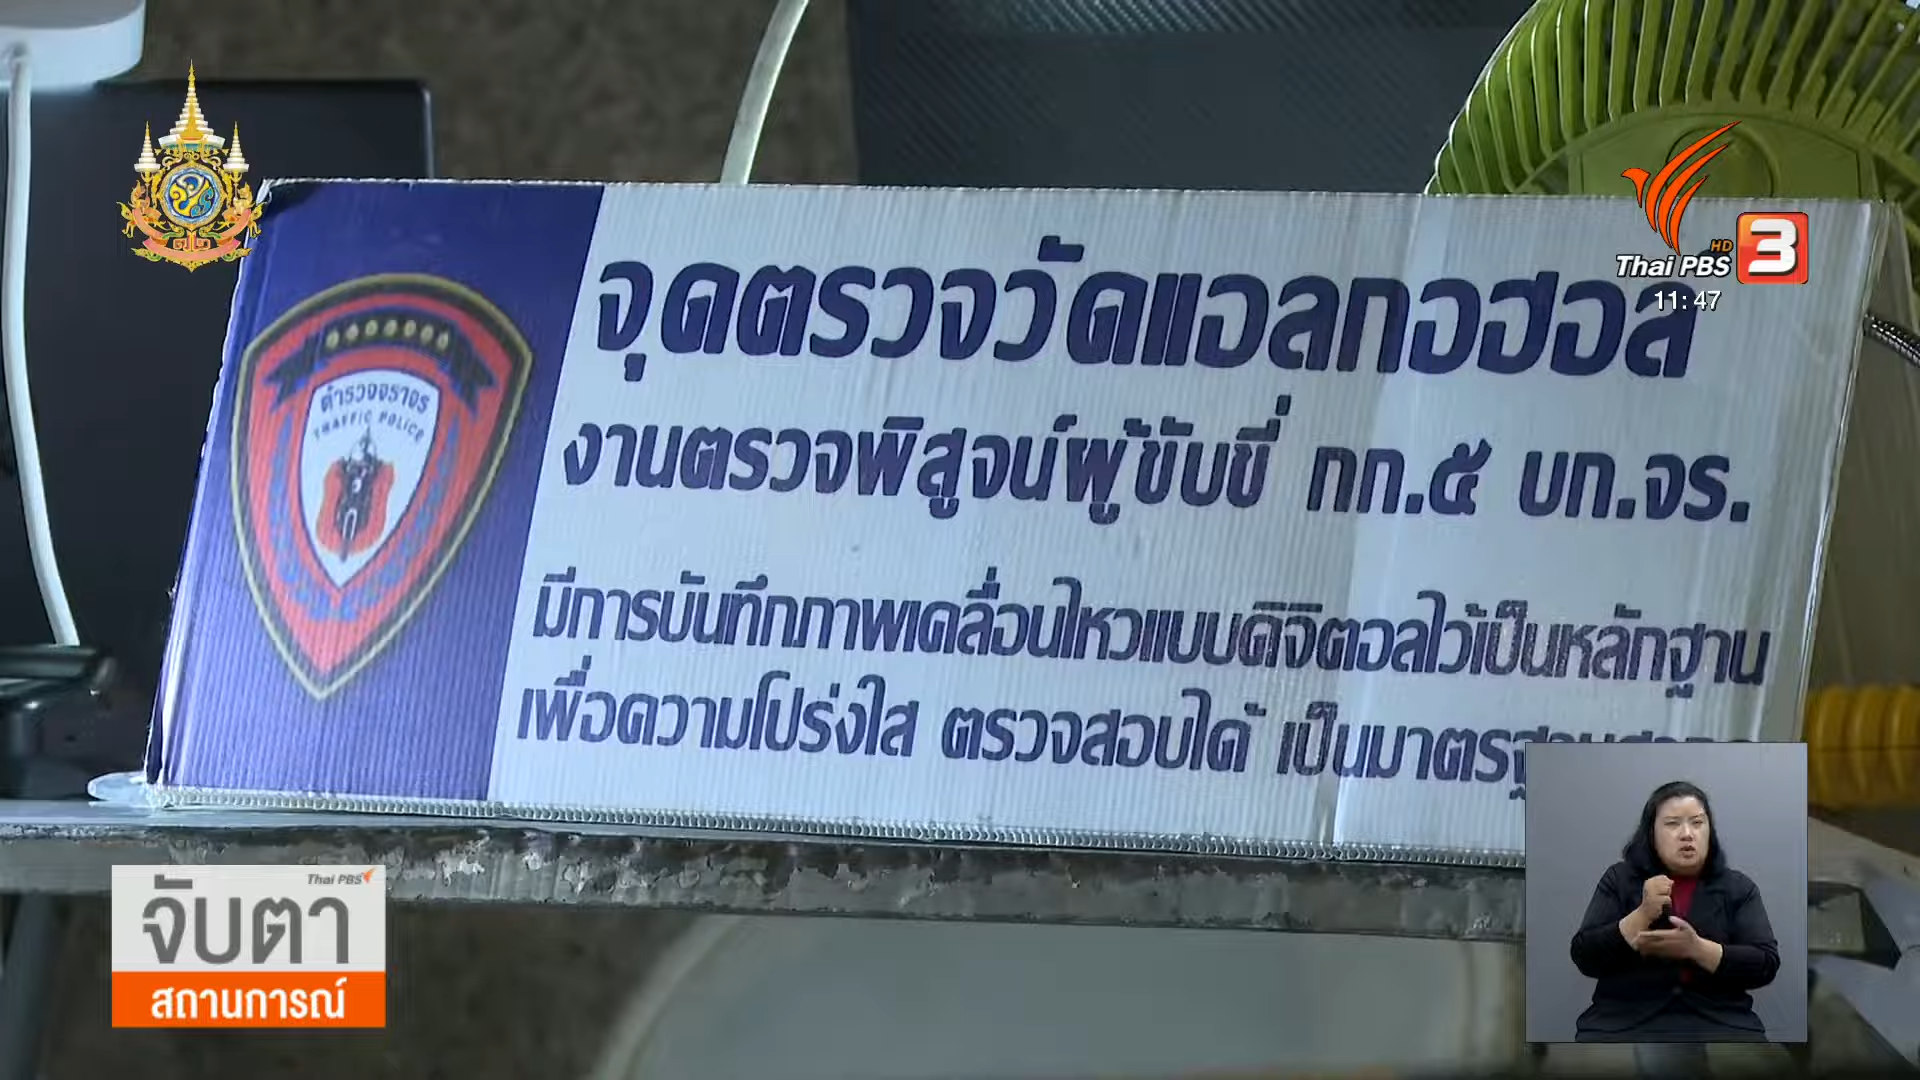 จุดตรวจวัดแอลกอฮอล์
งานตรวจพิสูจน์ผู้ขับขี่ กก.๕ บก.จร.
มีการบันทึกภาพเคลื่อนไหวแบบดิจิตอลไว้เป็นหลักฐาน
เพื่อความโปร่งใส ตรวจสอบได้ เป็นมาตรฐาน
ตำรวจจราจร
TRAFFIC POLICE
๗๒
Thai PBS HD 3
11:47
Thai PBS
จับตา
สถานการณ์